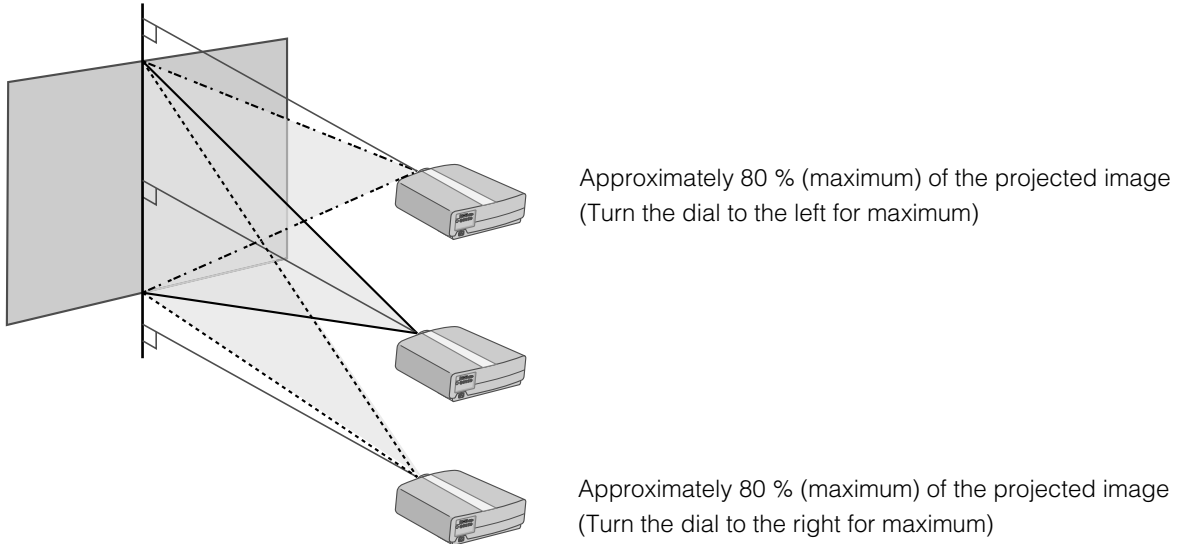 Approximately 80 % (maximum) of the projected image
(Turn the dial to the left for maximum)
Approximately 80 % (maximum) of the projected image
(Turn the dial to the right for maximum)